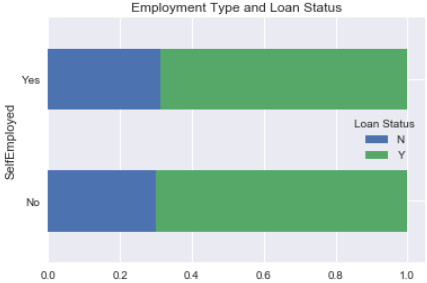 Employment Type and Loan Status
Yes
No
SelfEmployed
Loan Status
N
Y
0.0 0.2 0.4 0.6 0.8 1.0